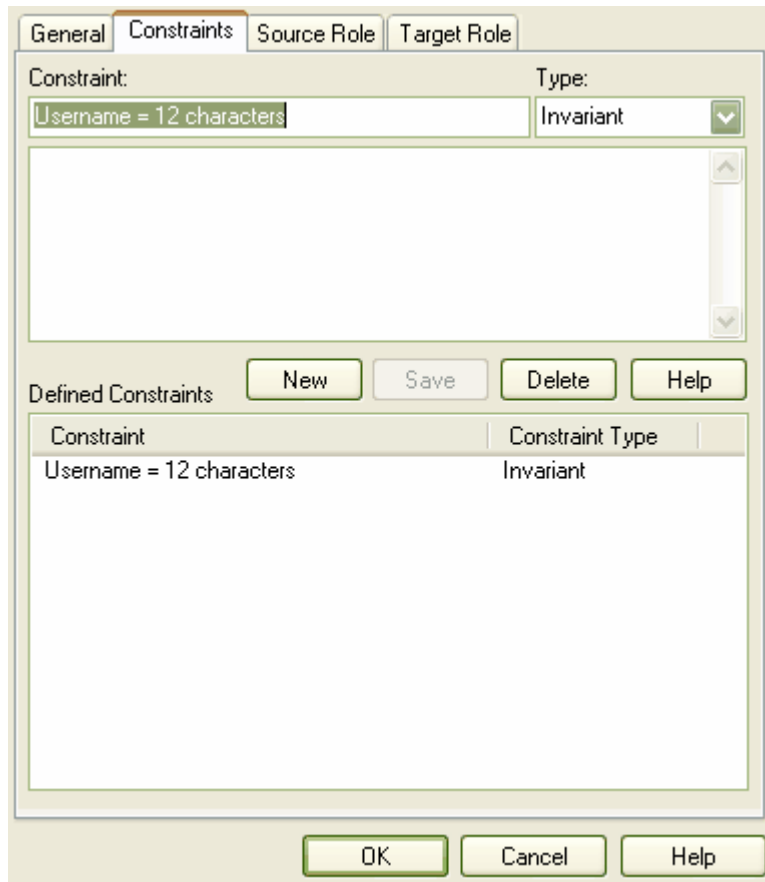 General Constraints Source Role Target Role
Constraint: Type:
Username = 12 characters Invariant
Defined Constraints New Save Delete Help
Constraint Constraint Type
Username = 12 characters Invariant
OK Cancel Help